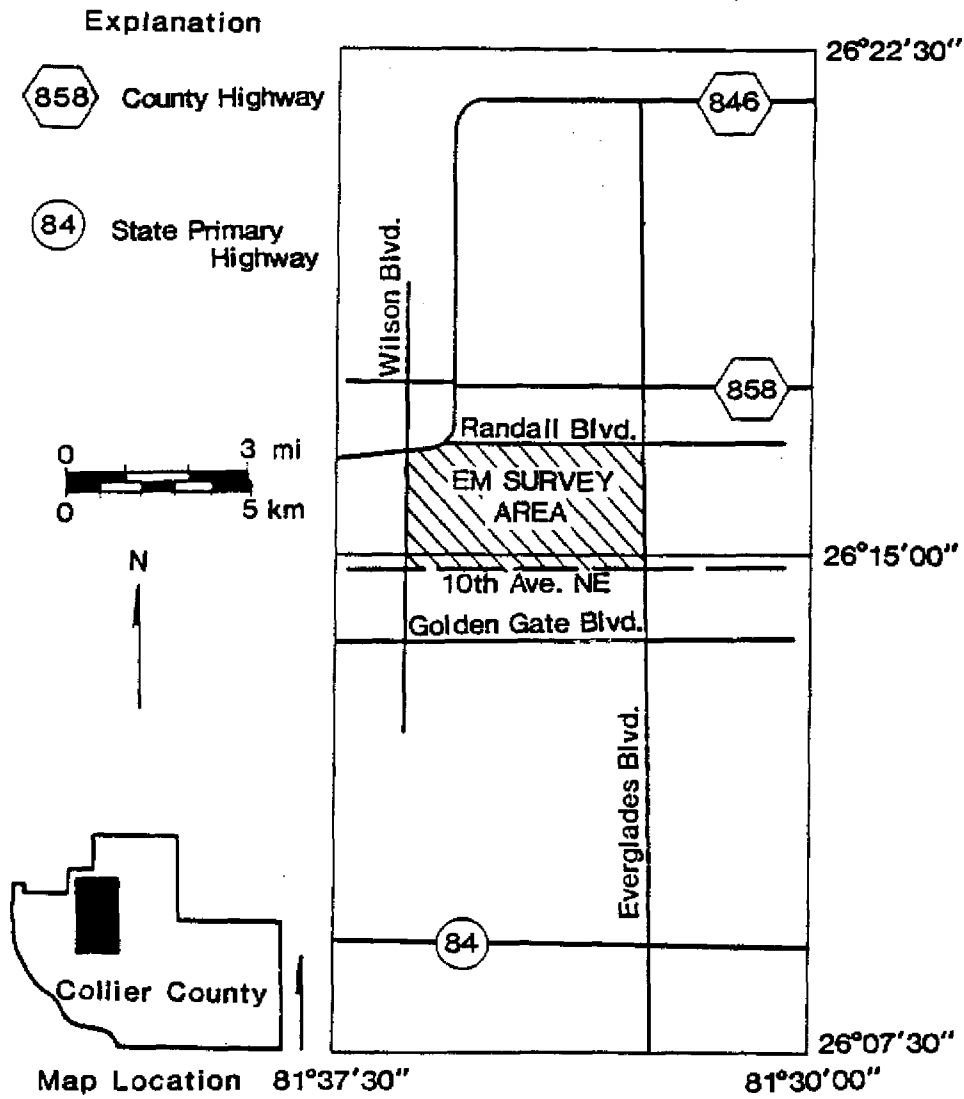 Explanation
858 County Highway
84 State Primary
Highway
26°22'30"
846
Wilson Blvd.
858
Randall Blvd.
0 3 mi
0 5 km
EM SURVEY
AREA
N
26°15'00"
10th Ave. NE
Golden Gate Blvd.
Everglades Blvd.
84
Collier County
26°07'30"
Map Location 81°37'30" 81°30'00"